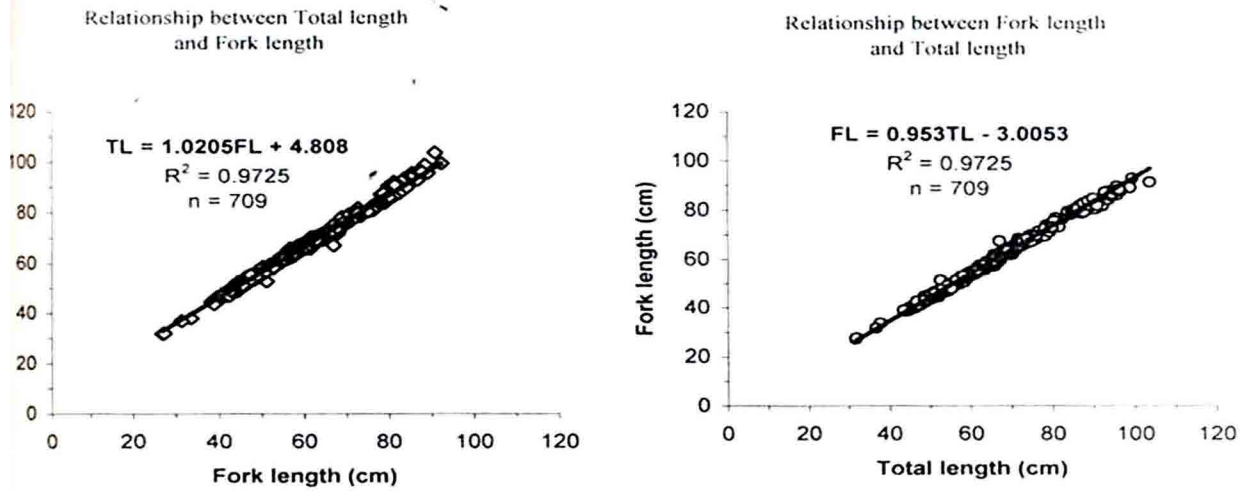 Relationship between Total length
and Fork length
120
100
80
60
40
20
0
TL = 1.0205FL + 4.808
R² = 0.9725
n = 709
0 20 40 60 80 100 120
Fork length (cm)
Relationship between Fork length
and Total length
120
100
80
60
40
20
0
Fork length (cm)
FL = 0.953TL - 3.0053
R² = 0.9725
n = 709
0 20 40 60 80 100 120
Total length (cm)